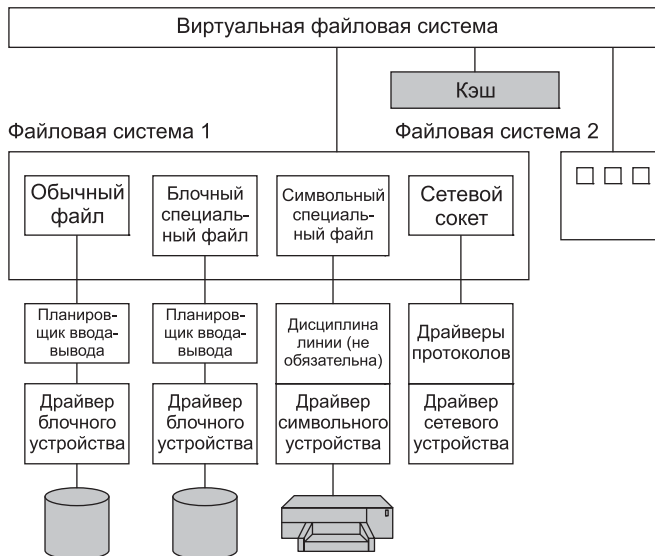 Виртуальная файловая система
Кэш
Файловая система 1
Файловая система 2
Обычный
файл
Блочный
специаль-
ный файл
Символьный
специаль-
ный файл
Сетевой
сокет
Планиров-
щик ввода-
вывода
Планиров-
щик ввода-
вывода
Дисциплина
линии (не
обязательна)
Драйверы
протоколов
Драйвер
блочного
устройства
Драйвер
блочного
устройства
Драйвер
символьного
устройства
Драйвер
сетевого
устройства